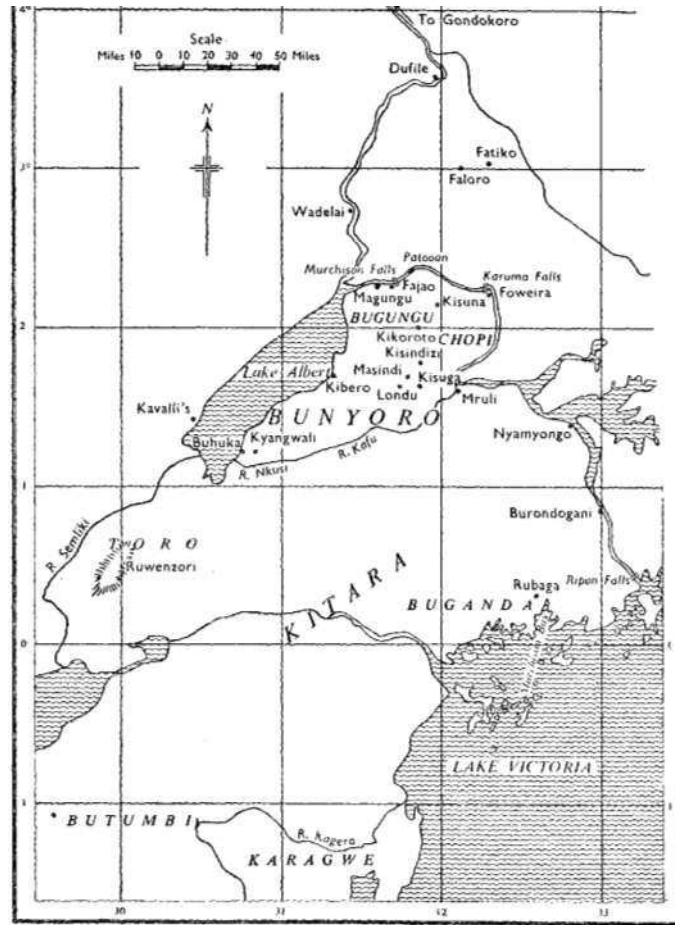 4°
To Gondokoro
Scale
Miles 10 0 10 20 30 40 50 Miles
Dufile
N
3°
Fatiko
Faloro
Wadelai
Murchison Falls
Patooan
Karuma Falls
Fajao
Foweira
Magungu
Kisuna
BUGUNGU
2
Kikoroto
CHOPI
Kisindizi
Lake Albert
Masindi
Kisuga
Kibero
Londu
Mruli
Kavalli's
BUNYORO
Nyamyongo
Buhuka
Kyangwali
R. Kafu
R. Nkusi
1
Burondogani
R. Semliki
TORO
Ruwenzori
KITARA
Ripon Falls
Rubaga
BUGANDA
0
LAKE VICTORIA
1
BUTUMBI
R. Kagera
KARAGWE
30 31 32 33